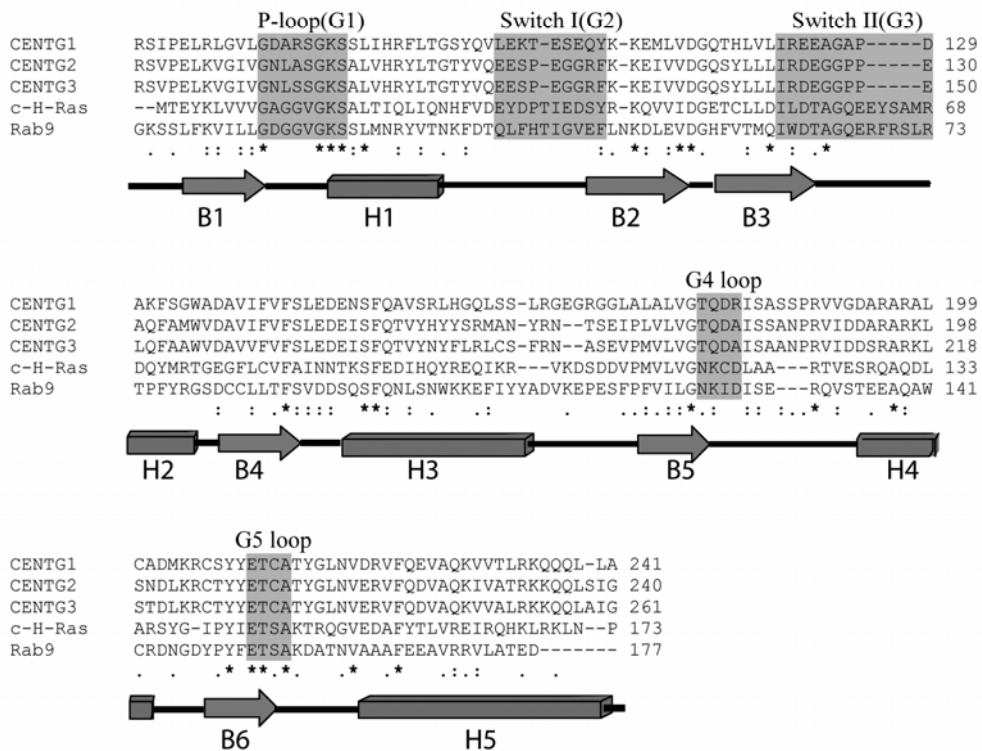 P-loop(G1) Switch I(G2) Switch II(G3)
CENTG1 RSIPELRLGVLGDARSGKSSLIHRFLTGSYQVLEKT-ESEQYK-KEMLVDGQTHLVLIREEAGAP-----D 129
CENTG2 RSVPELKVGIVGNLASGKSALVHRYLTGTYVQEESP-EGGRFK-KEIVVDGQSYLLLIRDEGGPP-----E 130
CENTG3 RSVPELKVGIVGNLSSGKSALVHRYLTGTYVQEESP-EGGRFK-KEIVVDGQSYLLLIRDEGGPP-----E 150
c-H-Ras --MTEYKLVVVGAGGVGKSALTIQLIQNHFVDEYDPTIEDSYR-KQVVIDGETCLLDILDTAGQEEYSAMR 68
Rab9 GKSSLFKVILLGDGGVGKSSLMNRYVTNKFDTQLFHTIGVEFLNKDLEVDGHFVTMQIWDTAGQERFRSLR 73
. . :: ::* ***:* : : . . :. * : :** . * : . *
B1 H1 B2 B3
G4 loop
CENTG1 AKFSGWADAVIFVFSLEDENSFQAVSRLHGQLSS-LRGEGRGGLALALVGTQDRISASSPRVVGDARARAL 199
CENTG2 AQFAMWVDAVIFVFSLEDEISFQTVYHYYSRMAN-YRN--TSEIPLVLVGTQDAISSANPRVIDDARARKL 198
CENTG3 LQFAAWVDAVVFVFSLEDEISFQTVYNYFLRLCS-FRN--ASEVPMVLVGTQDAISAANPRVIDDSRARKL 218
c-H-Ras DQYMRTGEGFLCVFAINNTKSFEDIHQYREQIKR---VKDSDDVPMVLVGNKCDLAA---RTVESRQAQDL 133
Rab9 TPFYRGSDCCLLTFSVDDSQSFQNLSNWKKEFIYYADVKEPESFPFVILGNKIDISE---RQVSTEEAQAW 141
: : . *:::: ** : . .: . .:.::* . :: :..* : . *:
H2 B4 H3 B5 H4
G5 loop
CENTG1 CADMKRCSYYETCATYGLNVDRVFQEVAQKVVTLRKQQQL-LA 241
CENTG2 SNDLKRCTYYETCATYGLNVERVFQDVAQKIVATRKKQQLSIG 240
CENTG3 STDLKRCTYYETCATYGLNVERVFQDVAQKVVALRKKQQLAIG 261
c-H-Ras ARSYG-IPYIETSAKTRQGVEDAFYTLVREIRQHKLRKLN--P 173
Rab9 CRDNGDYPYFETSAKDATNVAAAFEEAVRRVLATED------- 177
. . .* **.*. .* . * .:.: . .
B6 H5